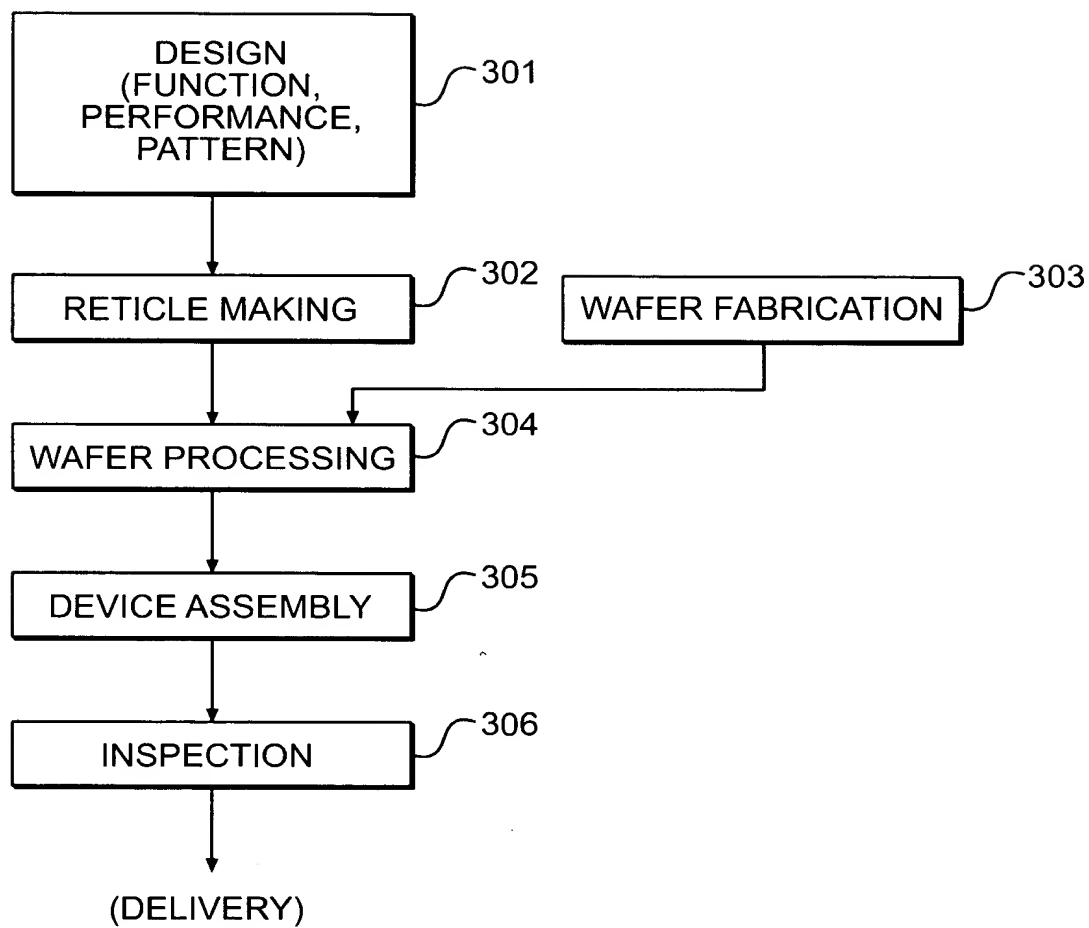 DESIGN
(FUNCTION,
PERFORMANCE,
PATTERN)
301
RETICLE MAKING
302
WAFER FABRICATION
303
WAFER PROCESSING
304
DEVICE ASSEMBLY
305
INSPECTION
306
(DELIVERY)